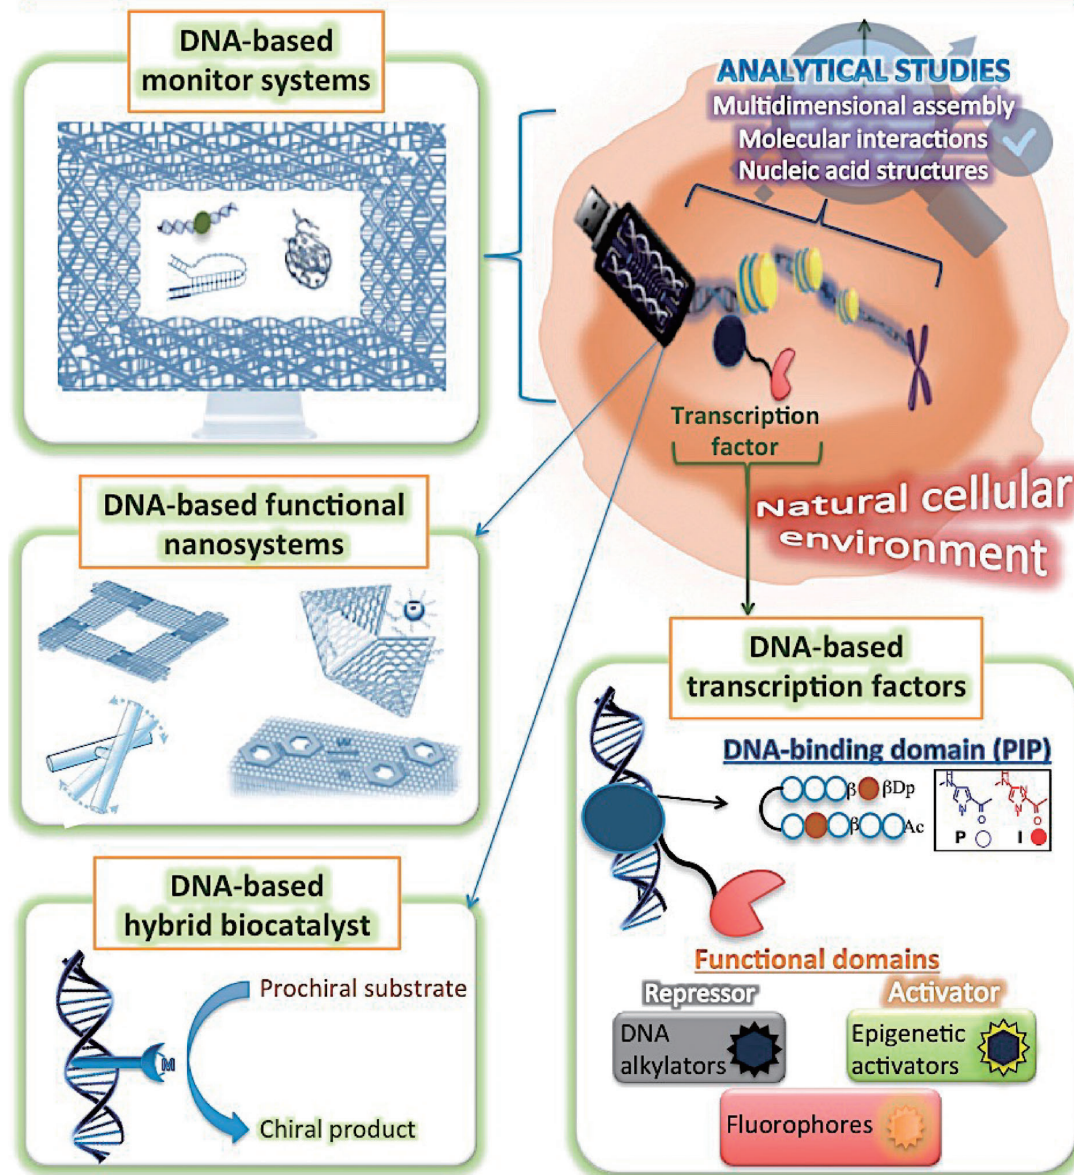 DNA-based
monitor systems
ANALYTICAL STUDIES
Multidimensional assembly
Molecular interactions
Nucleic acid structures
Transcription
factor
Natural cellular
environment
DNA-based functional
nanosystems
DNA-based
hybrid biocatalyst
M
Prochiral substrate
Chiral product
DNA-based
transcription factors
DNA-binding domain (PIP)
β βDp
β Ac
H N N O P
H N N N O I
Functional domains
Repressor
Activator
DNA
alkylators
Epigenetic
activators
Fluorophores